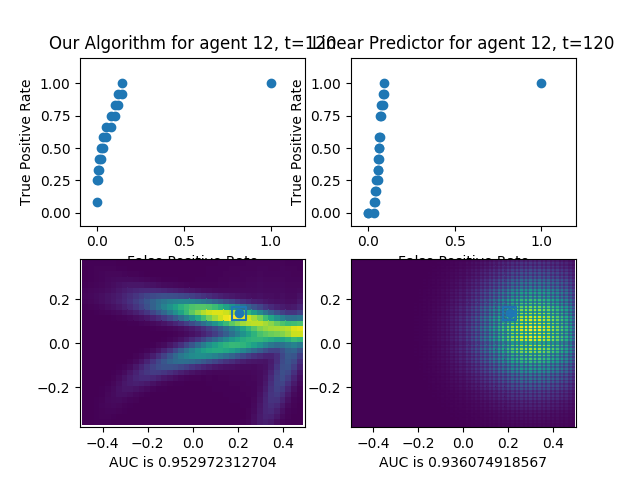 Our Algorithm for agent 12, t=120
Linear Predictor for agent 12, t=120
True Positive Rate
1.00
0.75
0.50
0.25
0.00
0.0 0.5 1.0
False Positive Rate
True Positive Rate
1.00
0.75
0.50
0.25
0.00
0.0 0.5 1.0
False Positive Rate
0.2
0.0
−0.2
−0.4 −0.2 0.0 0.2 0.4
AUC is 0.952972312704
0.2
0.0
−0.2
−0.4 −0.2 0.0 0.2 0.4
AUC is 0.936074918567